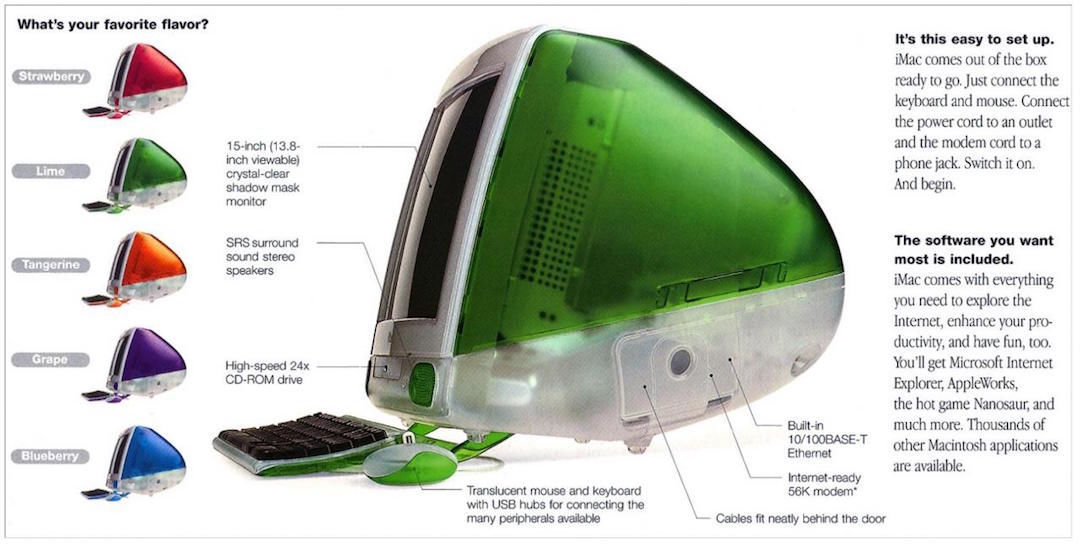 What's your favorite flavor?
Strawberry
Lime
Tangerine
Grape
Blueberry
15-inch (13.8-
inch viewable)
crystal-clear
shadow mask
monitor
SRS surround
sound stereo
speakers
High-speed 24x
CD-ROM drive
Translucent mouse and keyboard
with USB hubs for connecting the
many peripherals available
Built-in
10/100BASE-T
Ethernet
Internet-ready
56K modem*
Cables fit neatly behind the door
It's this easy to set up.
iMac comes out of the box
ready to go. Just connect the
keyboard and mouse. Connect
the power cord to an outlet
and the modem cord to a
phone jack. Switch it on.
And begin.
The software you want
most is included.
iMac comes with everything
you need to explore the
Internet, enhance your pro-
ductivity, and have fun, too.
You'll get Microsoft Internet
Explorer, AppleWorks,
the hot game Nanosaur, and
much more. Thousands of
other Macintosh applications
are available.